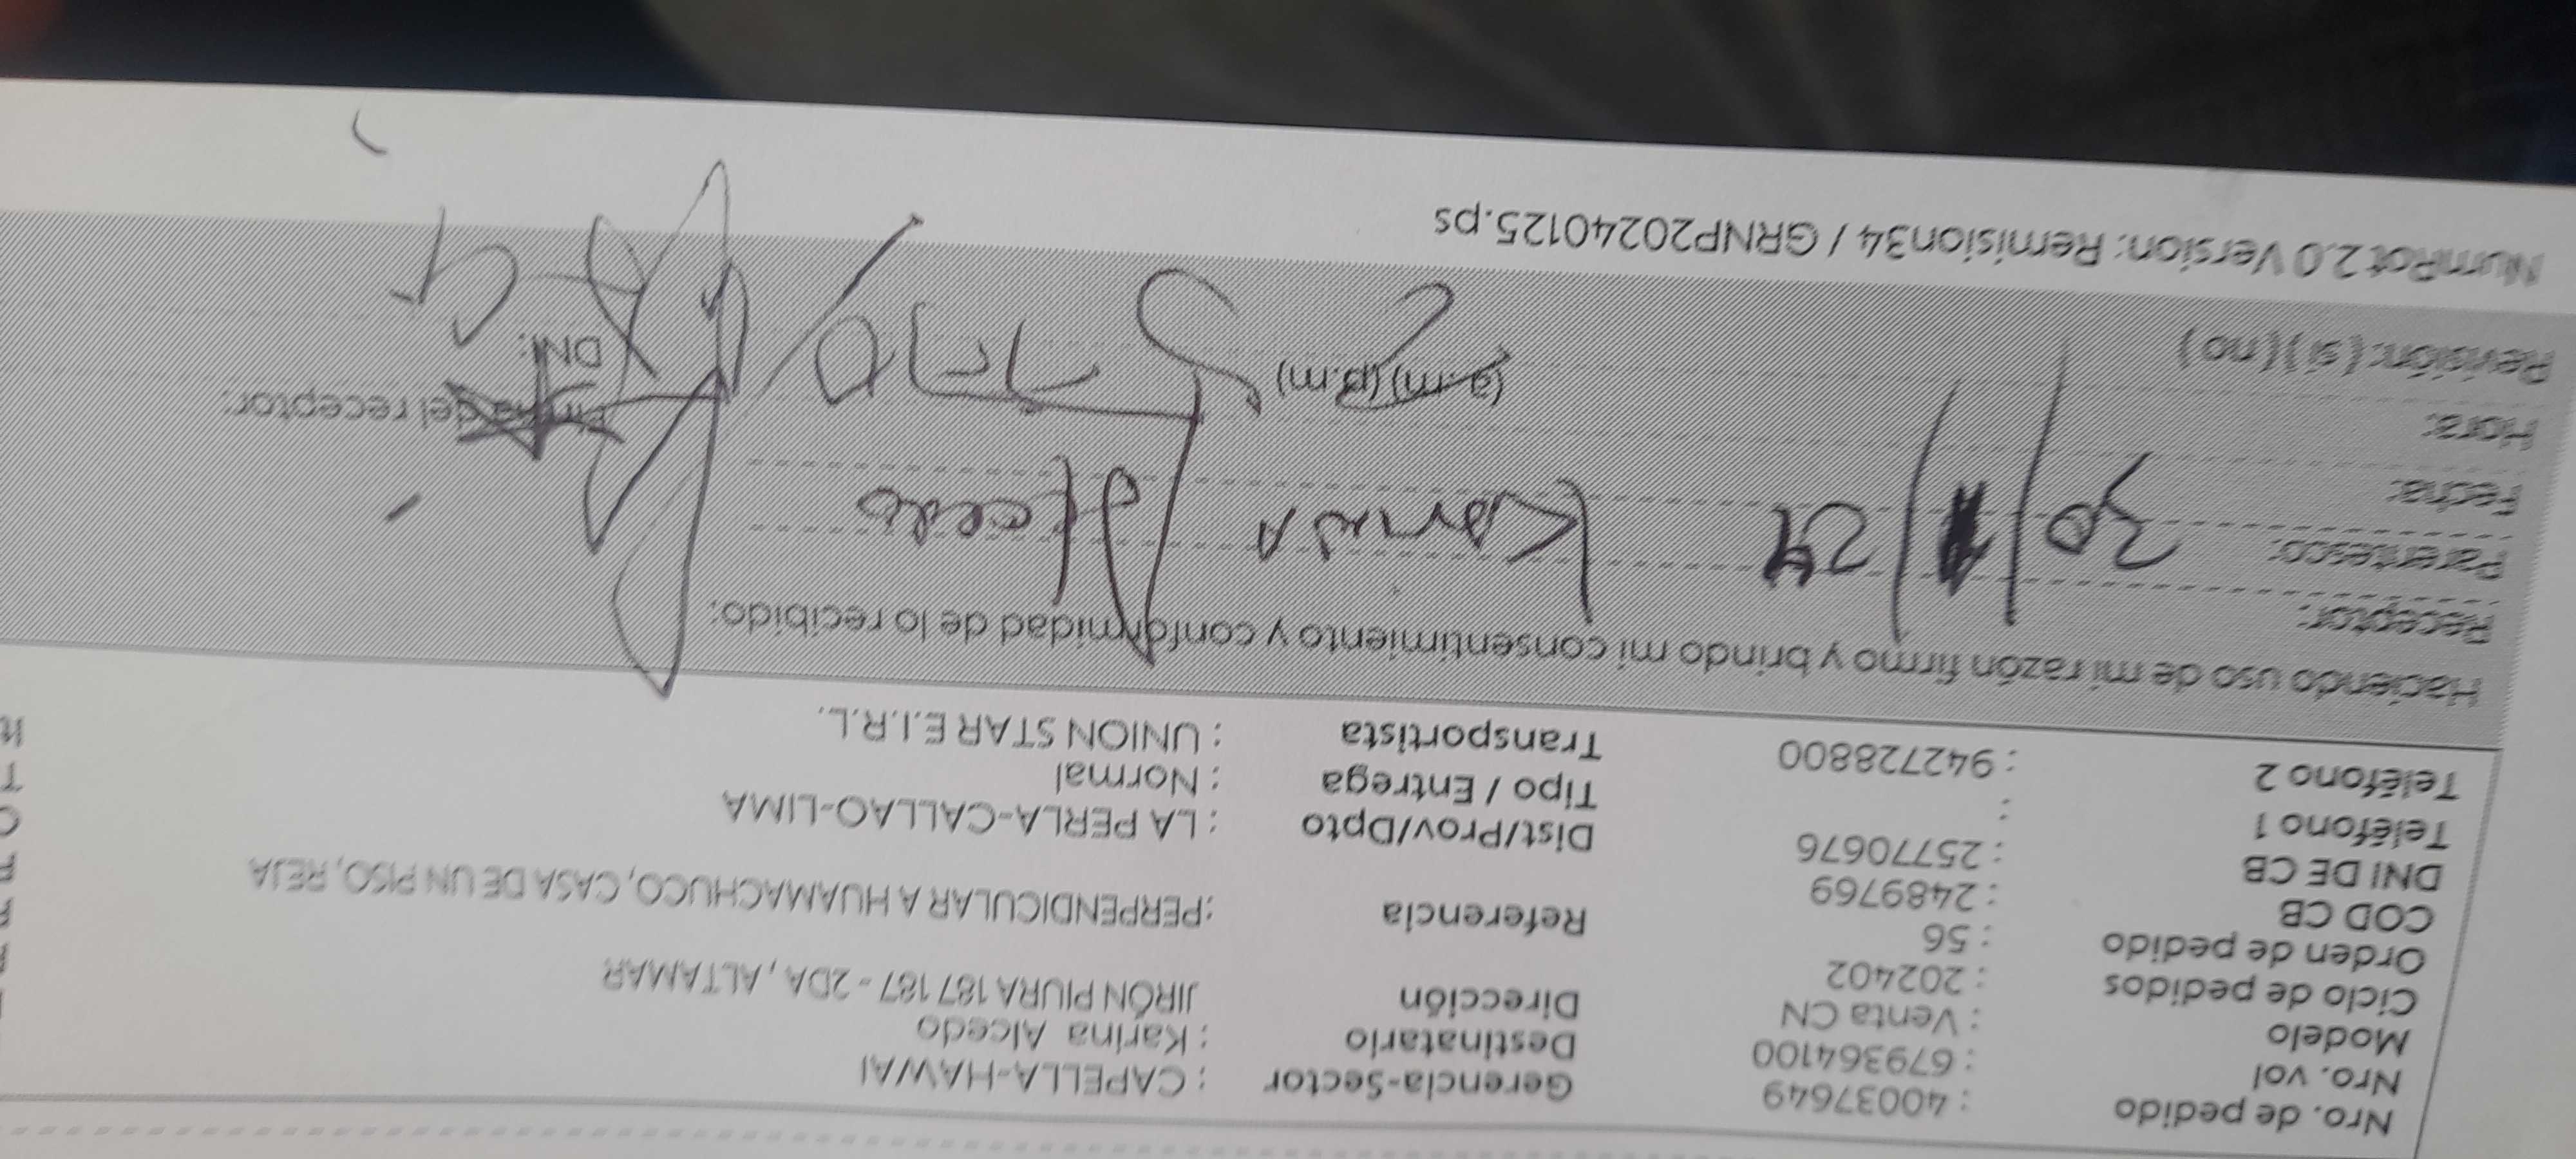 Nro. de pedido : 40037649 Gerencia-Sector : CAPELLA-HAWAI
Nro. vol : 679364100 Destinatario : Karina Alcedo
Modelo : Venta CN Dirección JIRÓN PIURA 187 187 - 2DA , ALTAMAR
Ciclo de pedidos : 202402
Orden de pedido : 56 Referencia :PERPENDICULAR A HUAMACHUCO, CASA DE UN PISO, REJA
COD CB : 2489769
DNI DE CB : 25770676 Dist/Prov/Dpto : LA PERLA-CALLAO-LIMA
Teléfono 1 : Tipo / Entrega : Normal
Teléfono 2 : 942728800 Transportista : UNION STAR E.I.R.L.
Haciendo uso de mi razón firmo y brindo mi consentimiento y conformidad de lo recibido:
Receptor:
Parentesco:
30/1/24 Karina Alcedo
Fecha:
Hora: (a.m) (p.m) Firma del receptor:
Revisión: (si) (no) DNI:
NumRot 2.0 Version: Remision34 / GRNP20240125.ps